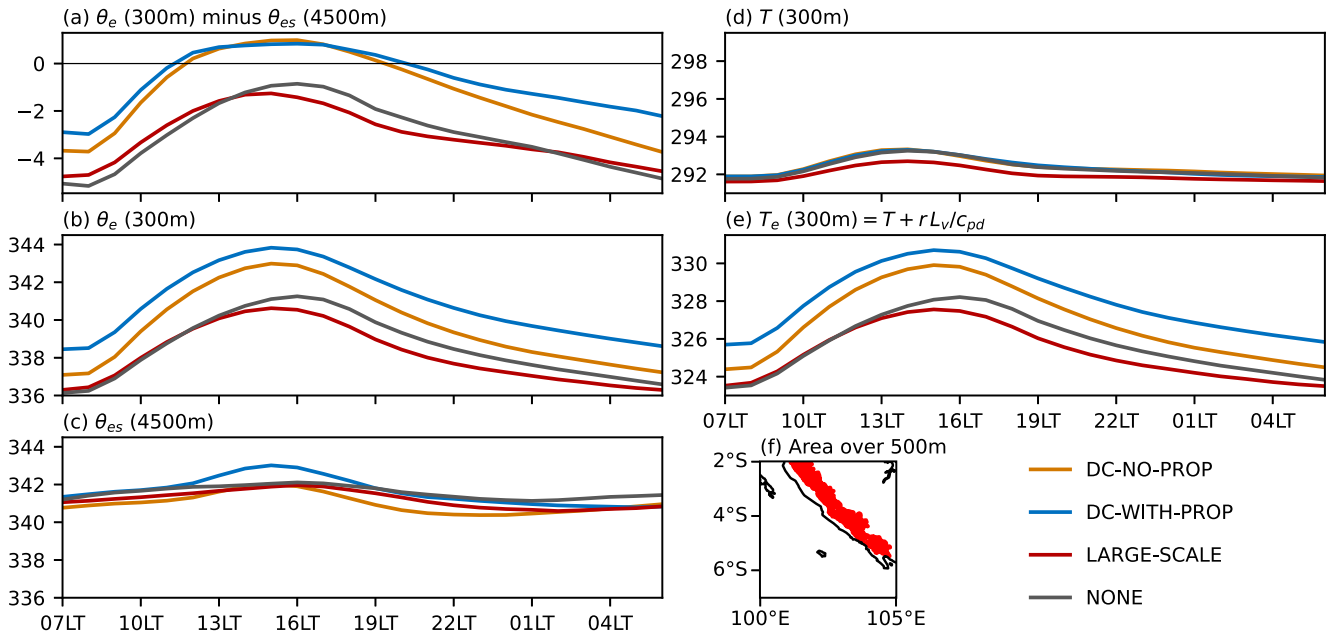 (a) θe (300m) minus θes (4500m)
0
−2
−4
(b) θe (300m)
344
342
340
338
336
(c) θes (4500m)
344
342
340
338
336
07LT 10LT 13LT 16LT 19LT 22LT 01LT 04LT
(d) T (300m)
298
296
294
292
(e) Te (300m) = T + r Lv/cpd
330
328
326
324
07LT 10LT 13LT 16LT 19LT 22LT 01LT 04LT
(f) Area over 500m
2°S
4°S
6°S
100°E 105°E
DC-NO-PROP
DC-WITH-PROP
LARGE-SCALE
NONE